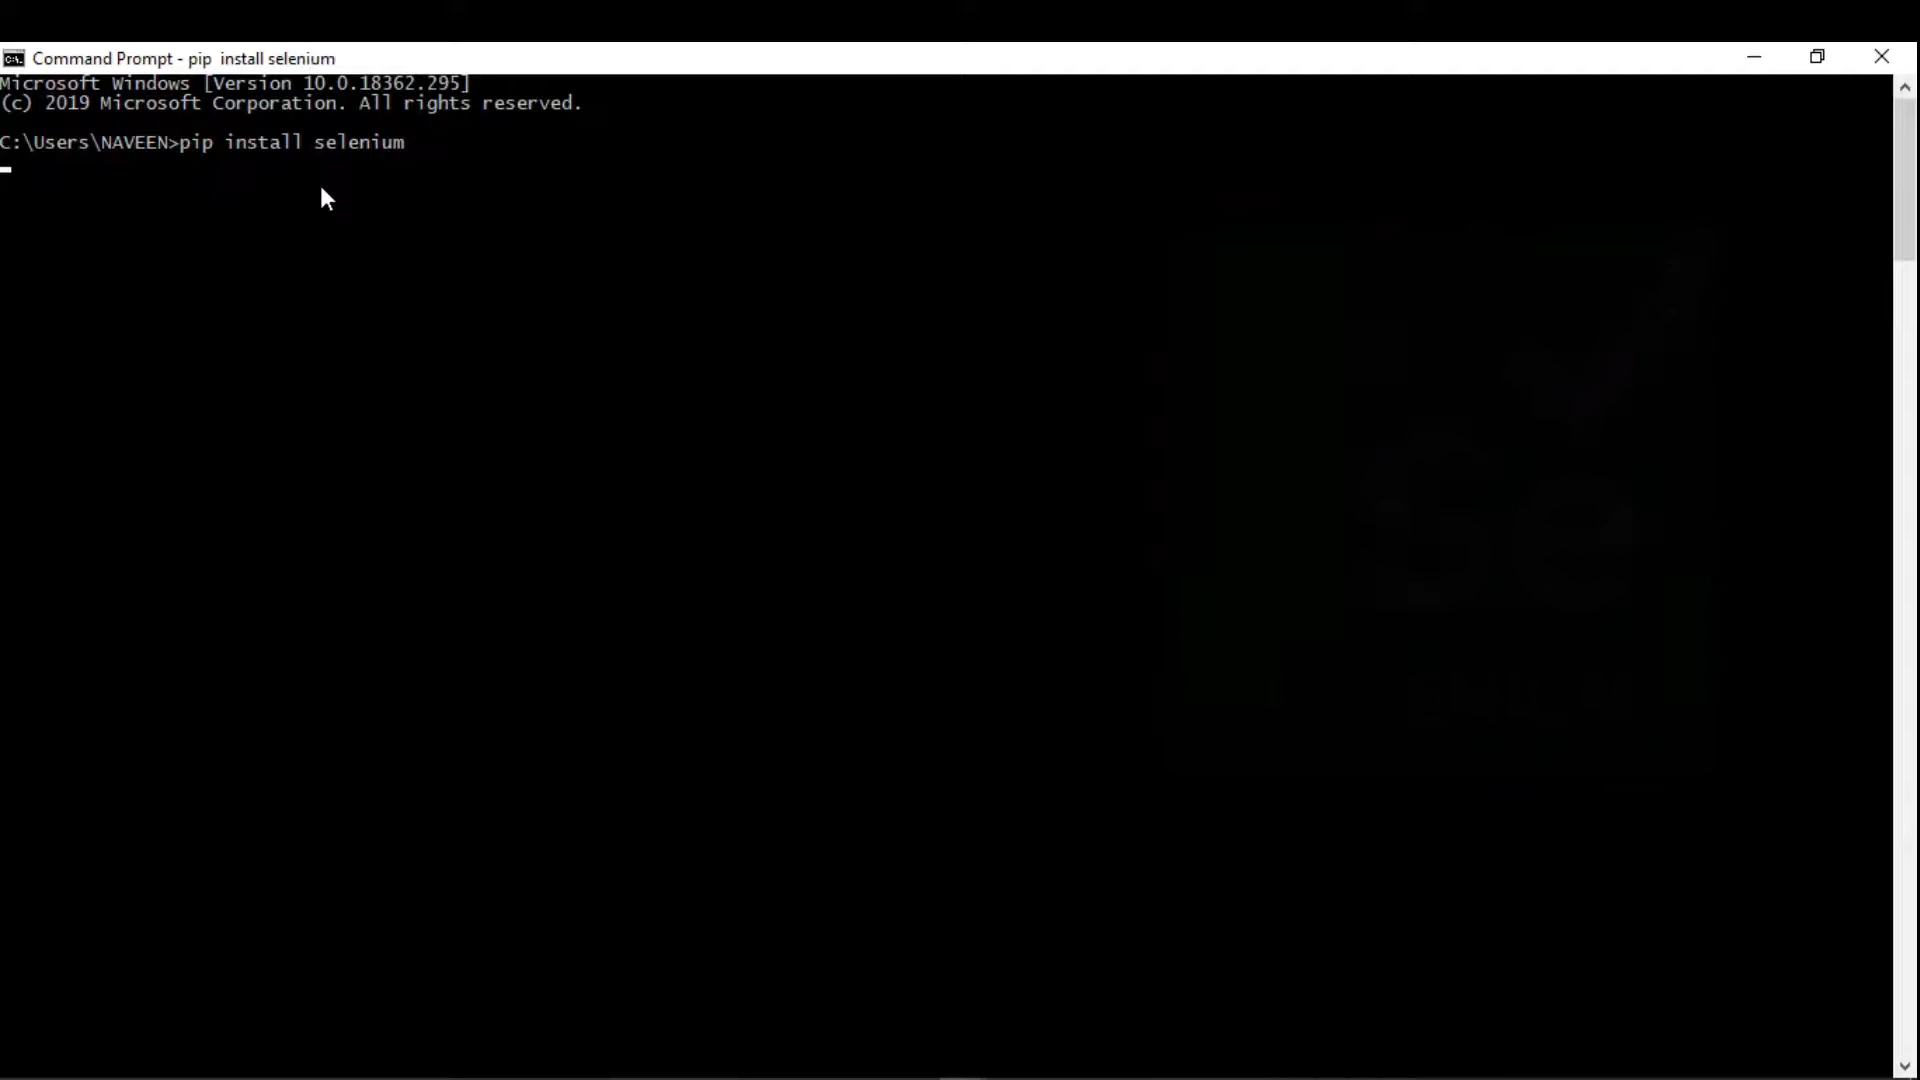 Command Prompt - pip  install selenium
Microsoft Windows [Version 10.0.18362.295]
(c) 2019 Microsoft Corporation. All rights reserved.
C:\Users\NAVEEN>pip install selenium